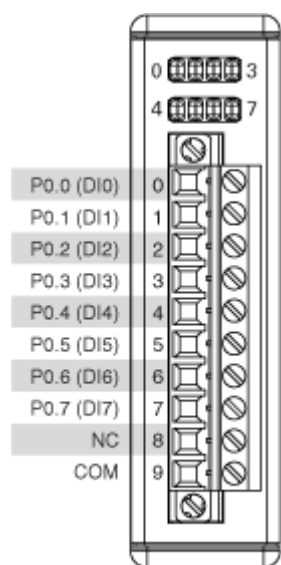 0 3
4 7
P0.0 (DI0) 0
P0.1 (DI1) 1
P0.2 (DI2) 2
P0.3 (DI3) 3
P0.4 (DI4) 4
P0.5 (DI5) 5
P0.6 (DI6) 6
P0.7 (DI7) 7
NC 8
COM 9